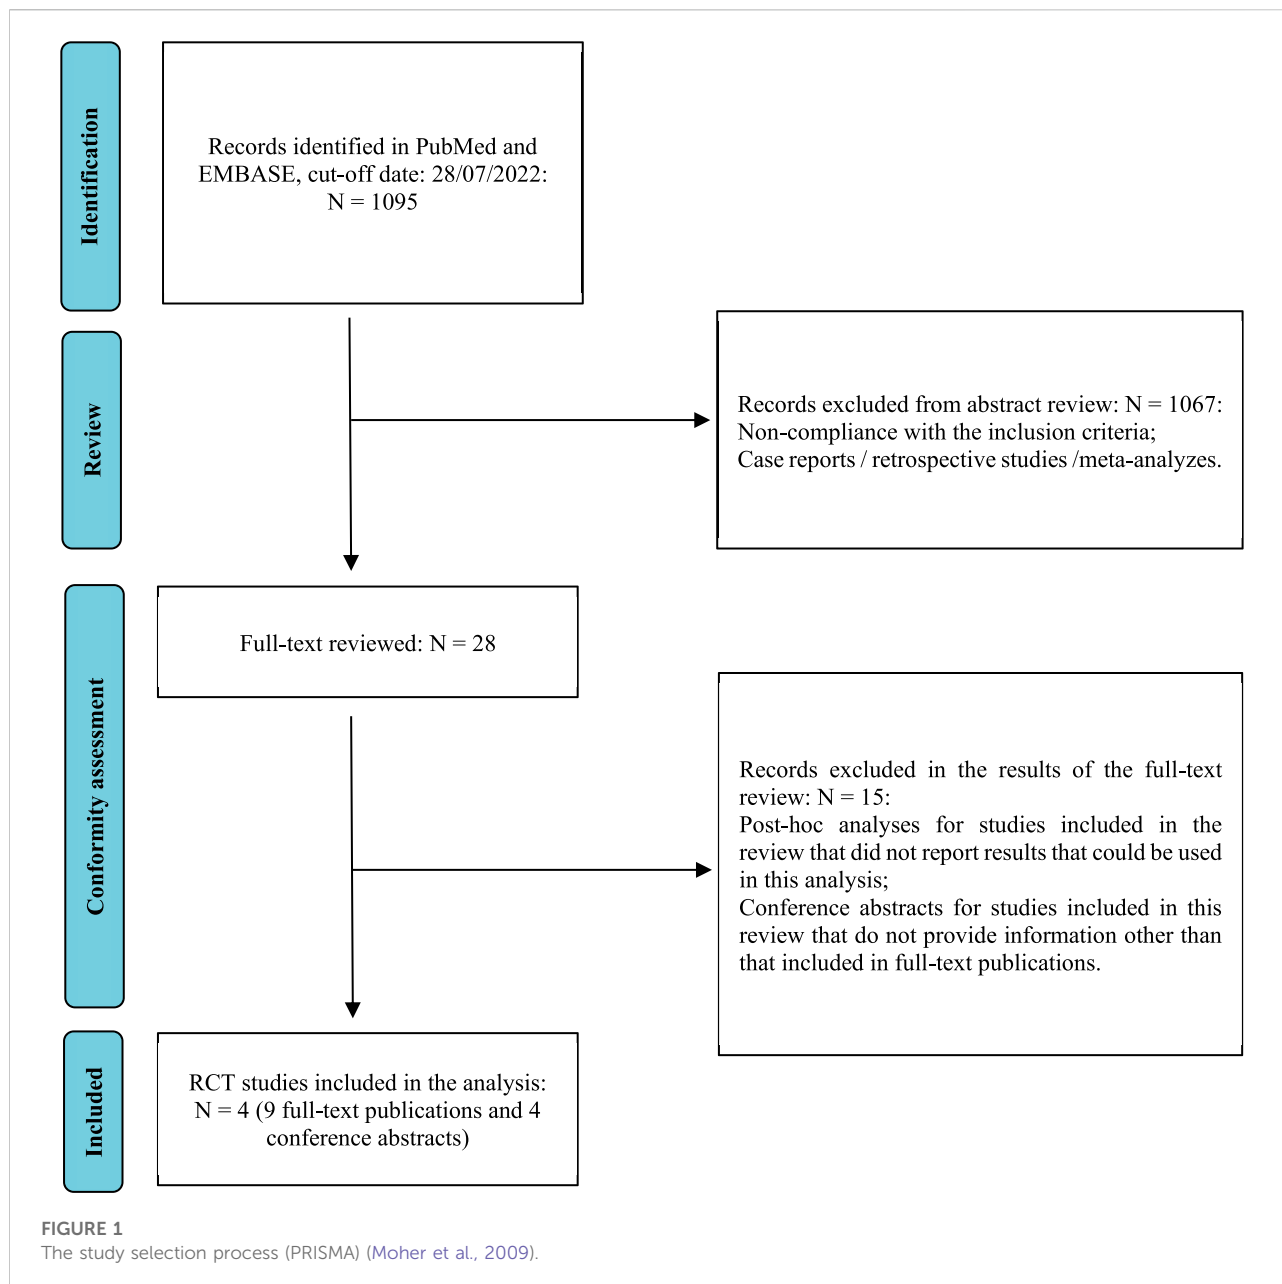 Identification
Records identified in PubMed and
EMBASE, cut-off date: 28/07/2022:
N = 1095
Review
Records excluded from abstract review: N = 1067:
Non-compliance with the inclusion criteria;
Case reports / retrospective studies /meta-analyzes.
Conformity assessment
Full-text reviewed: N = 28
Records excluded in the results of the full-text
review: N = 15:
Post-hoc analyses for studies included in the
review that did not report results that could be used
in this analysis;
Conference abstracts for studies included in this
review that do not provide information other than
that included in full-text publications.
Included
RCT studies included in the analysis:
N = 4 (9 full-text publications and 4
conference abstracts)
FIGURE 1
The study selection process (PRISMA) (Moher et al., 2009).